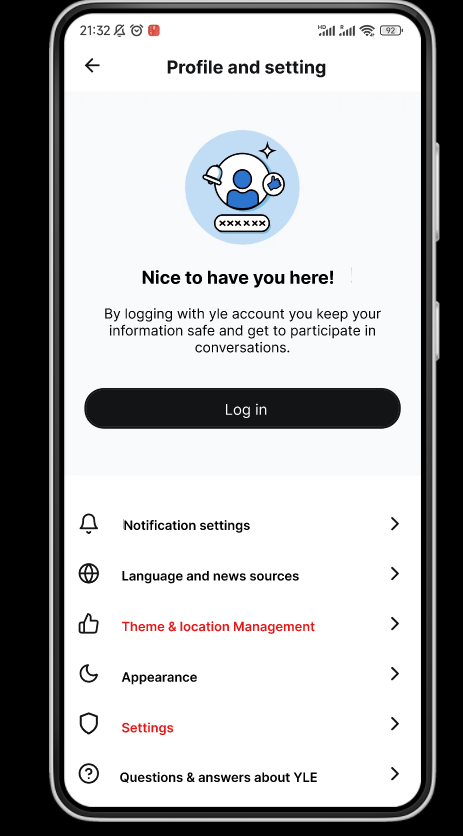 21:32
HD
R
92
Profile and setting
xxxxxx
Nice to have you here!
By logging with yle account you keep your
information safe and get to participate in
conversations.
Log in
Notification settings
Language and news sources
Theme & location Management
Appearance
Settings
Questions & answers about YLE